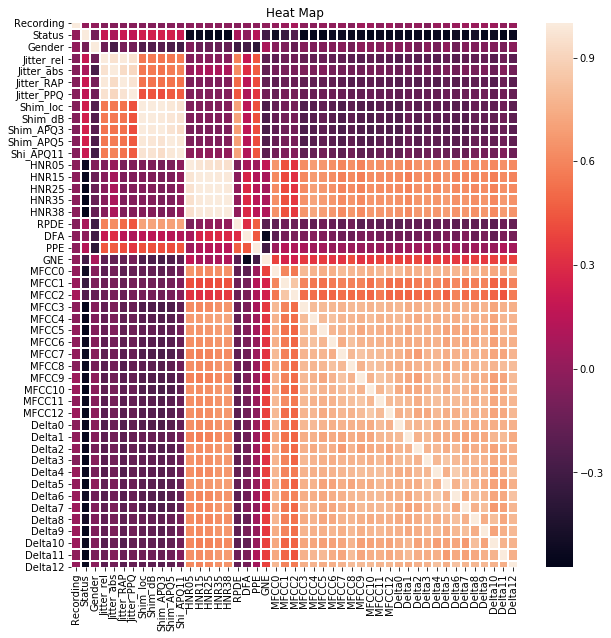 Heat Map
Recording
Status
Gender
Jitter_rel
Jitter_abs
Jitter_RAP
Jitter_PPQ
Shim_loc
Shim_dB
Shim_APQ3
Shim_APQ5
Shi_APQ11
HNR05
HNR15
HNR25
HNR35
HNR38
RPDE
DFA
PPE
GNE
MFCC0
MFCC1
MFCC2
MFCC3
MFCC4
MFCC5
MFCC6
MFCC7
MFCC8
MFCC9
MFCC10
MFCC11
MFCC12
Delta0
Delta1
Delta2
Delta3
Delta4
Delta5
Delta6
Delta7
Delta8
Delta9
Delta10
Delta11
Delta12
Recording
Status
Gender
Jitter_rel
Jitter_abs
Jitter_RAP
Jitter_PPQ
Shim_loc
Shim_dB
Shim_APQ3
Shim_APQ5
Shi_APQ11
HNR05
HNR15
HNR25
HNR35
HNR38
RPDE
DFA
PPE
GNE
MFCC0
MFCC1
MFCC2
MFCC3
MFCC4
MFCC5
MFCC6
MFCC7
MFCC8
MFCC9
MFCC10
MFCC11
MFCC12
Delta0
Delta1
Delta2
Delta3
Delta4
Delta5
Delta6
Delta7
Delta8
Delta9
Delta10
Delta11
Delta12
0.9
0.6
0.3
0.0
−0.3